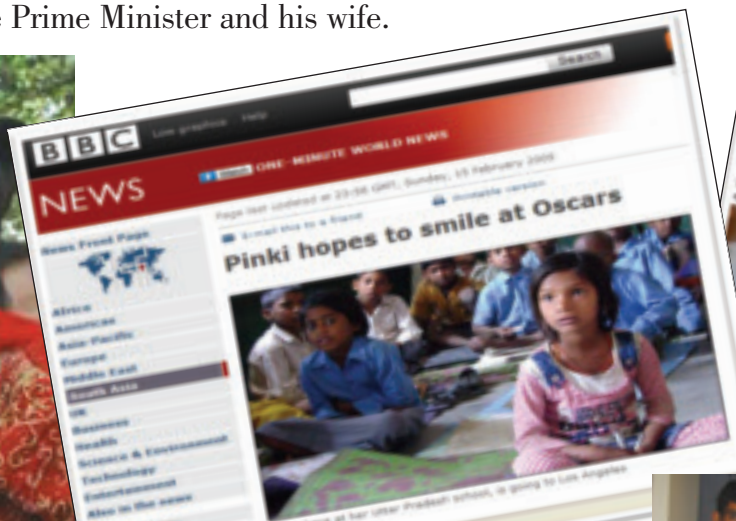 Prime Minister and his wife.
BBC
Low graphics Help
Search
NEWS
ONE-MINUTE WORLD NEWS
News Front Page
Page last updated at 23:56 GMT, Sunday, 15 February 2009
E-mail this to a friend
Printable version
Pinki hopes to smile at Oscars
Africa
Americas
Asia-Pacific
Europe
Middle East
South Asia
UK
Business
Health
Science & Environment
Technology
Entertainment
Also in the news
at her Uttar Pradesh school, is going to Los Angeles